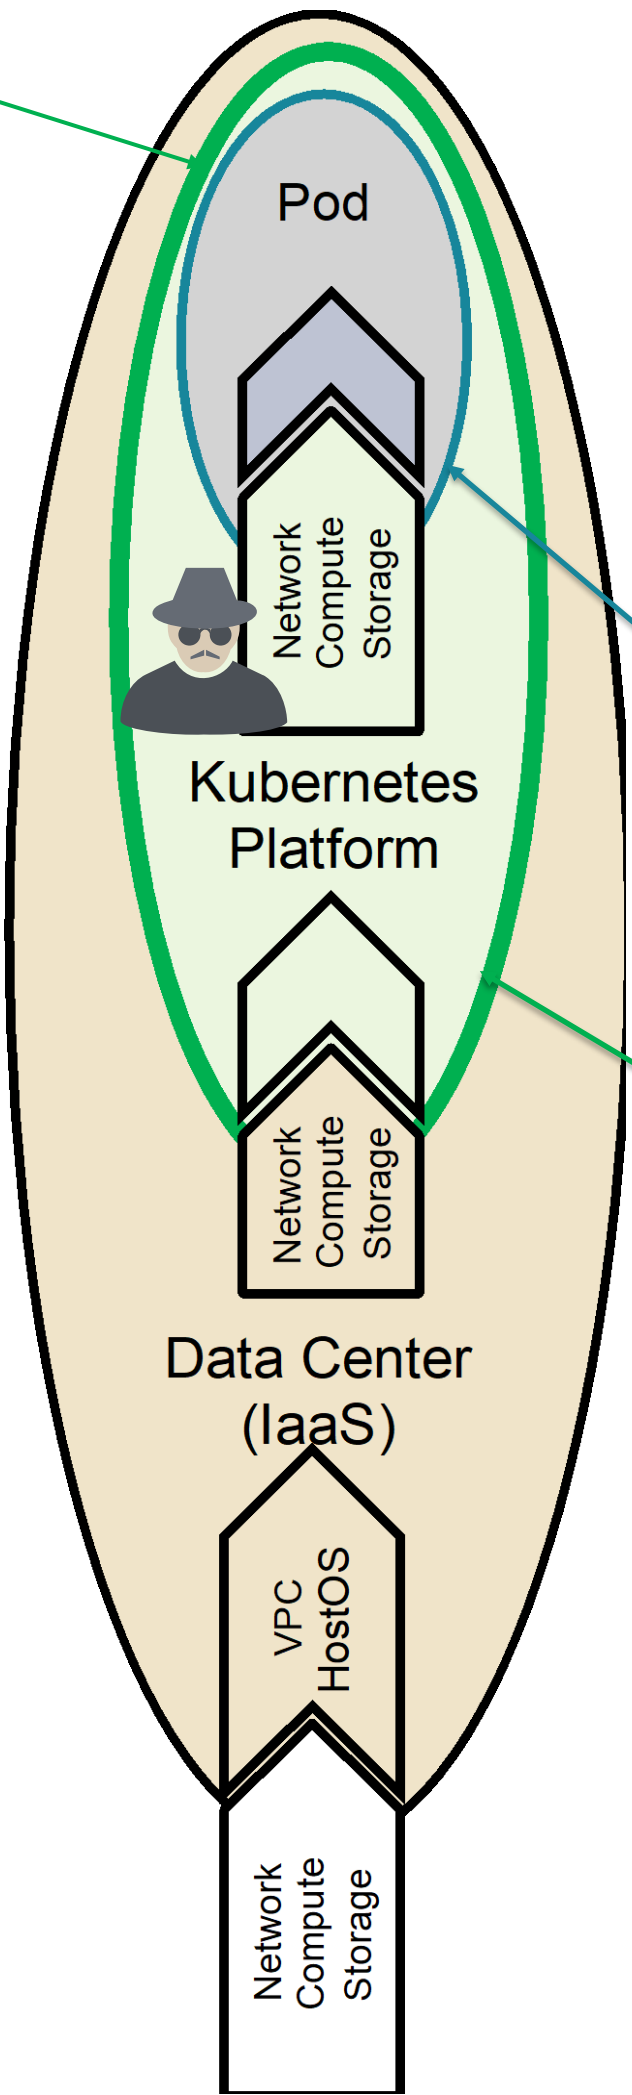 Pod
Network
Compute
Storage
Kubernetes
Platform
Network
Compute
Storage
Data Center
(IaaS)
VPC
HostOS
Network
Compute
Storage